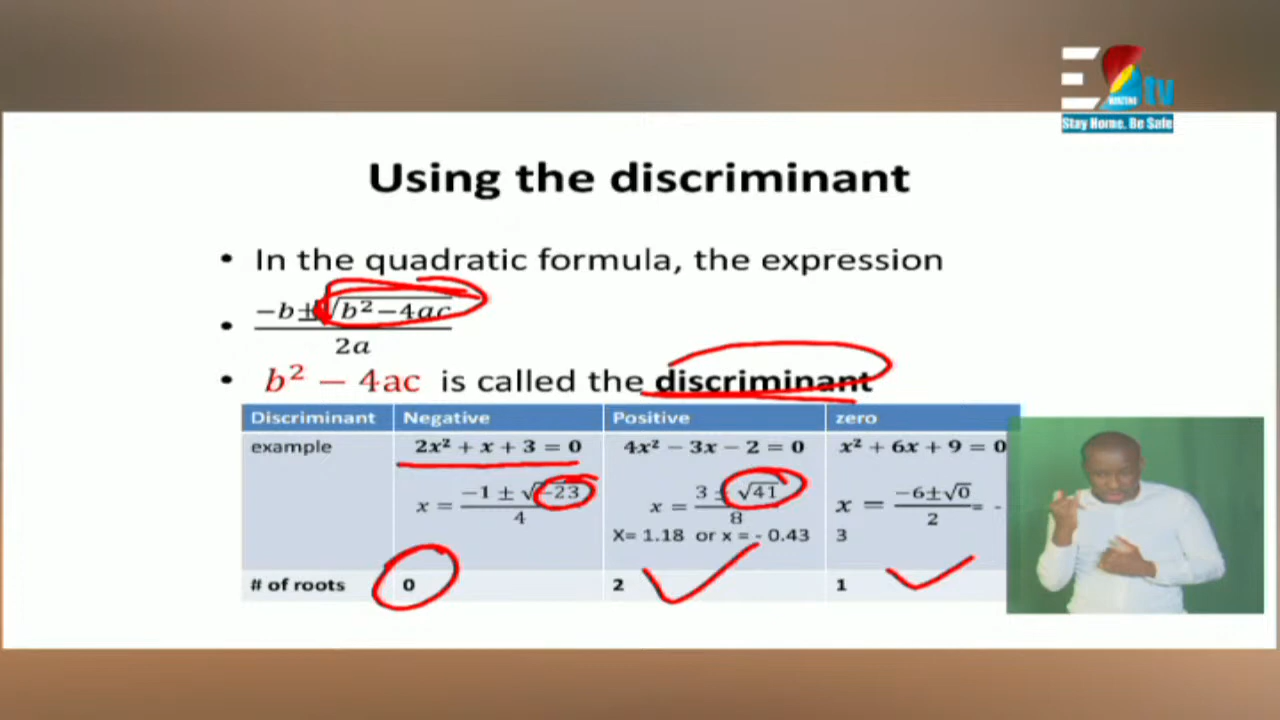 E tv
Stay Home. Be Safe
Using the discriminant
• In the quadratic formula, the expression
• −b±√b²−4ac / 2a
• b² − 4ac is called the discriminant
Discriminant Negative Positive zero
example 2x² + x + 3 = 0 4x² − 3x − 2 = 0 x² + 6x + 9 = 0
x = −1 ± √−23 / 4 x = 3 ± √41 / 8 x = −6±√0 / 2 = -
X= 1.18 or x = - 0.43 3
# of roots 0 2 1